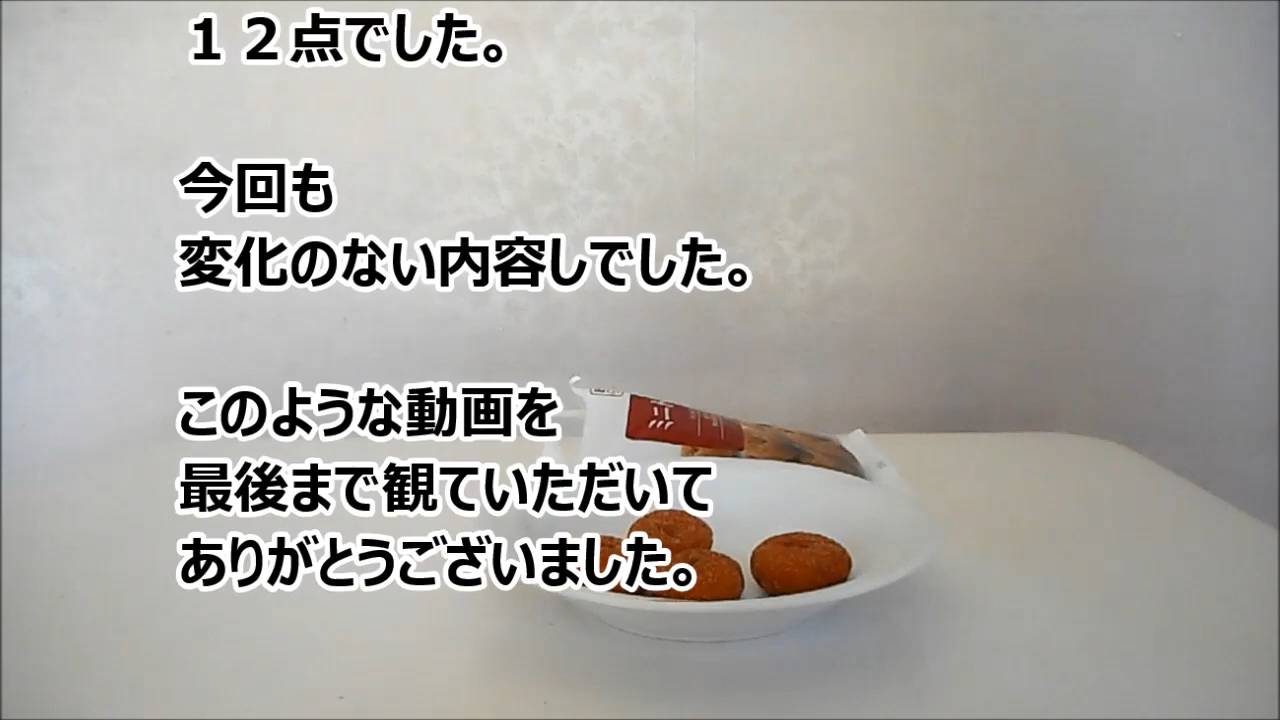 １２点でした。
今回も
変化のない内容しでした。
このような動画を
最後まで観ていただいて
ありがとうございました。